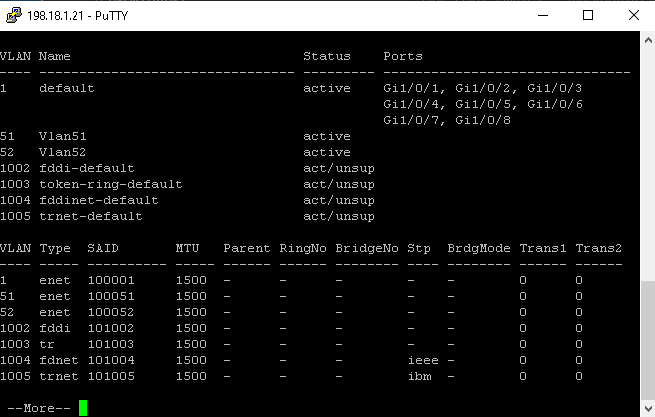 198.18.1.21 - PuTTY
VLAN Name                             Status    Ports
---- -------------------------------- --------- -------------------------------
1    default                          active    Gi1/0/1, Gi1/0/2, Gi1/0/3
                                                Gi1/0/4, Gi1/0/5, Gi1/0/6
                                                Gi1/0/7, Gi1/0/8
51   Vlan51                           active
52   Vlan52                           active
1002 fddi-default                     act/unsup
1003 token-ring-default               act/unsup
1004 fddinet-default                  act/unsup
1005 trnet-default                    act/unsup
VLAN Type  SAID       MTU   Parent RingNo BridgeNo Stp  BrdgMode Trans1 Trans2
---- ----- ---------- ----- ------ ------ -------- ---- -------- ------ ------
1    enet  100001     1500  -      -      -        -    -        0      0
51   enet  100051     1500  -      -      -        -    -        0      0
52   enet  100052     1500  -      -      -        -    -        0      0
1002 fddi  101002     1500  -      -      -        -    -        0      0
1003 tr    101003     1500  -      -      -        -    -        0      0
1004 fdnet 101004     1500  -      -      -        ieee -        0      0
1005 trnet 101005     1500  -      -      -        ibm  -        0      0
--More--